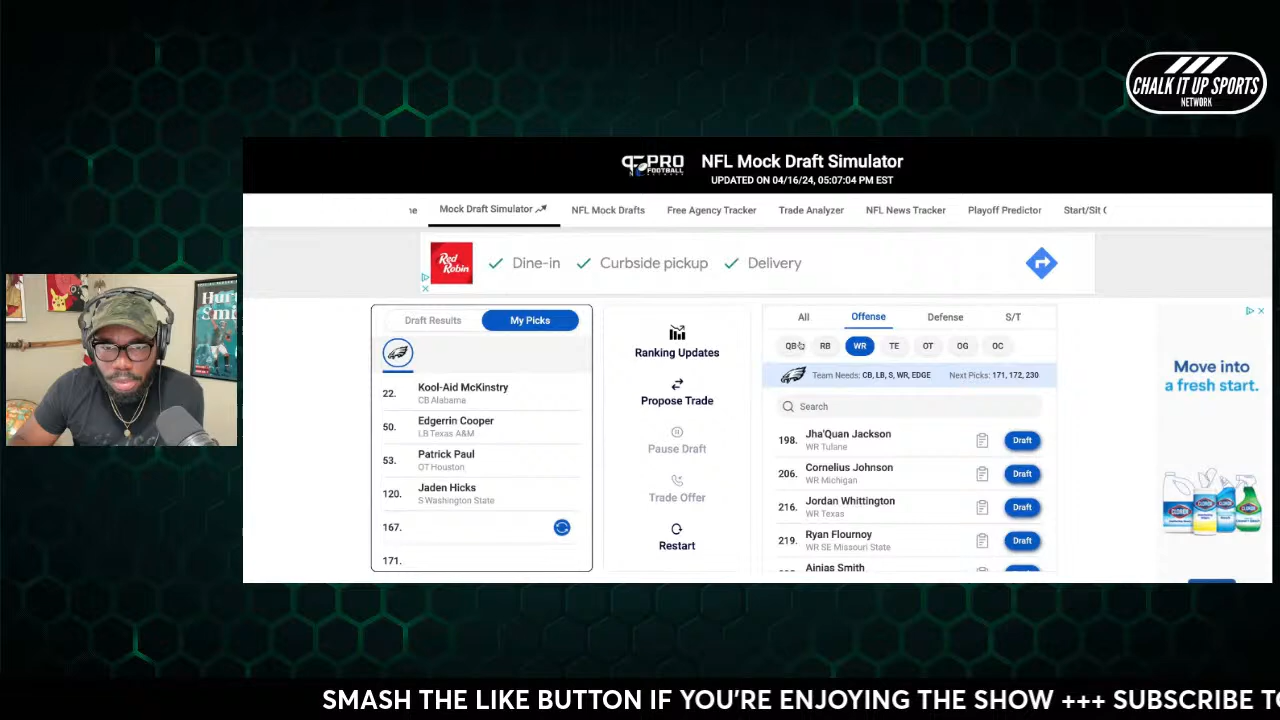 CHALK IT UP SPORTS
NETWORK
PRO
FOOTBALL
NFL Mock Draft Simulator
UPDATED ON 04/16/24, 05:07:04 PM EST
Mock Draft Simulator
NFL Mock Drafts
Free Agency Tracker
Trade Analyzer
NFL News Tracker
Playoff Predictor
Start/Sit
Red Robin
Dine-in
Curbside pickup
Delivery
Draft Results
My Picks
22.
Kool-Aid McKinstry
CB Alabama
50.
Edgerrin Cooper
LB Texas A&M
53.
Patrick Paul
OT Houston
120.
Jaden Hicks
S Washington State
167.
171.
Ranking Updates
Propose Trade
Pause Draft
Trade Offer
Restart
All
Offense
Defense
S/T
QB
RB
WR
TE
OT
OG
OC
Team Needs: CB, LB, S, WR, EDGE
Next Picks: 171, 172, 230
Search
198.
Jha'Quan Jackson
WR Tulane
Draft
206.
Cornelius Johnson
WR Michigan
Draft
216.
Jordan Whittington
WR Texas
Draft
219.
Ryan Flournoy
WR SE Missouri State
Draft
Ainias Smith
Move into
a fresh start.
SMASH THE LIKE BUTTON IF YOU'RE ENJOYING THE SHOW +++ SUBSCRIBE